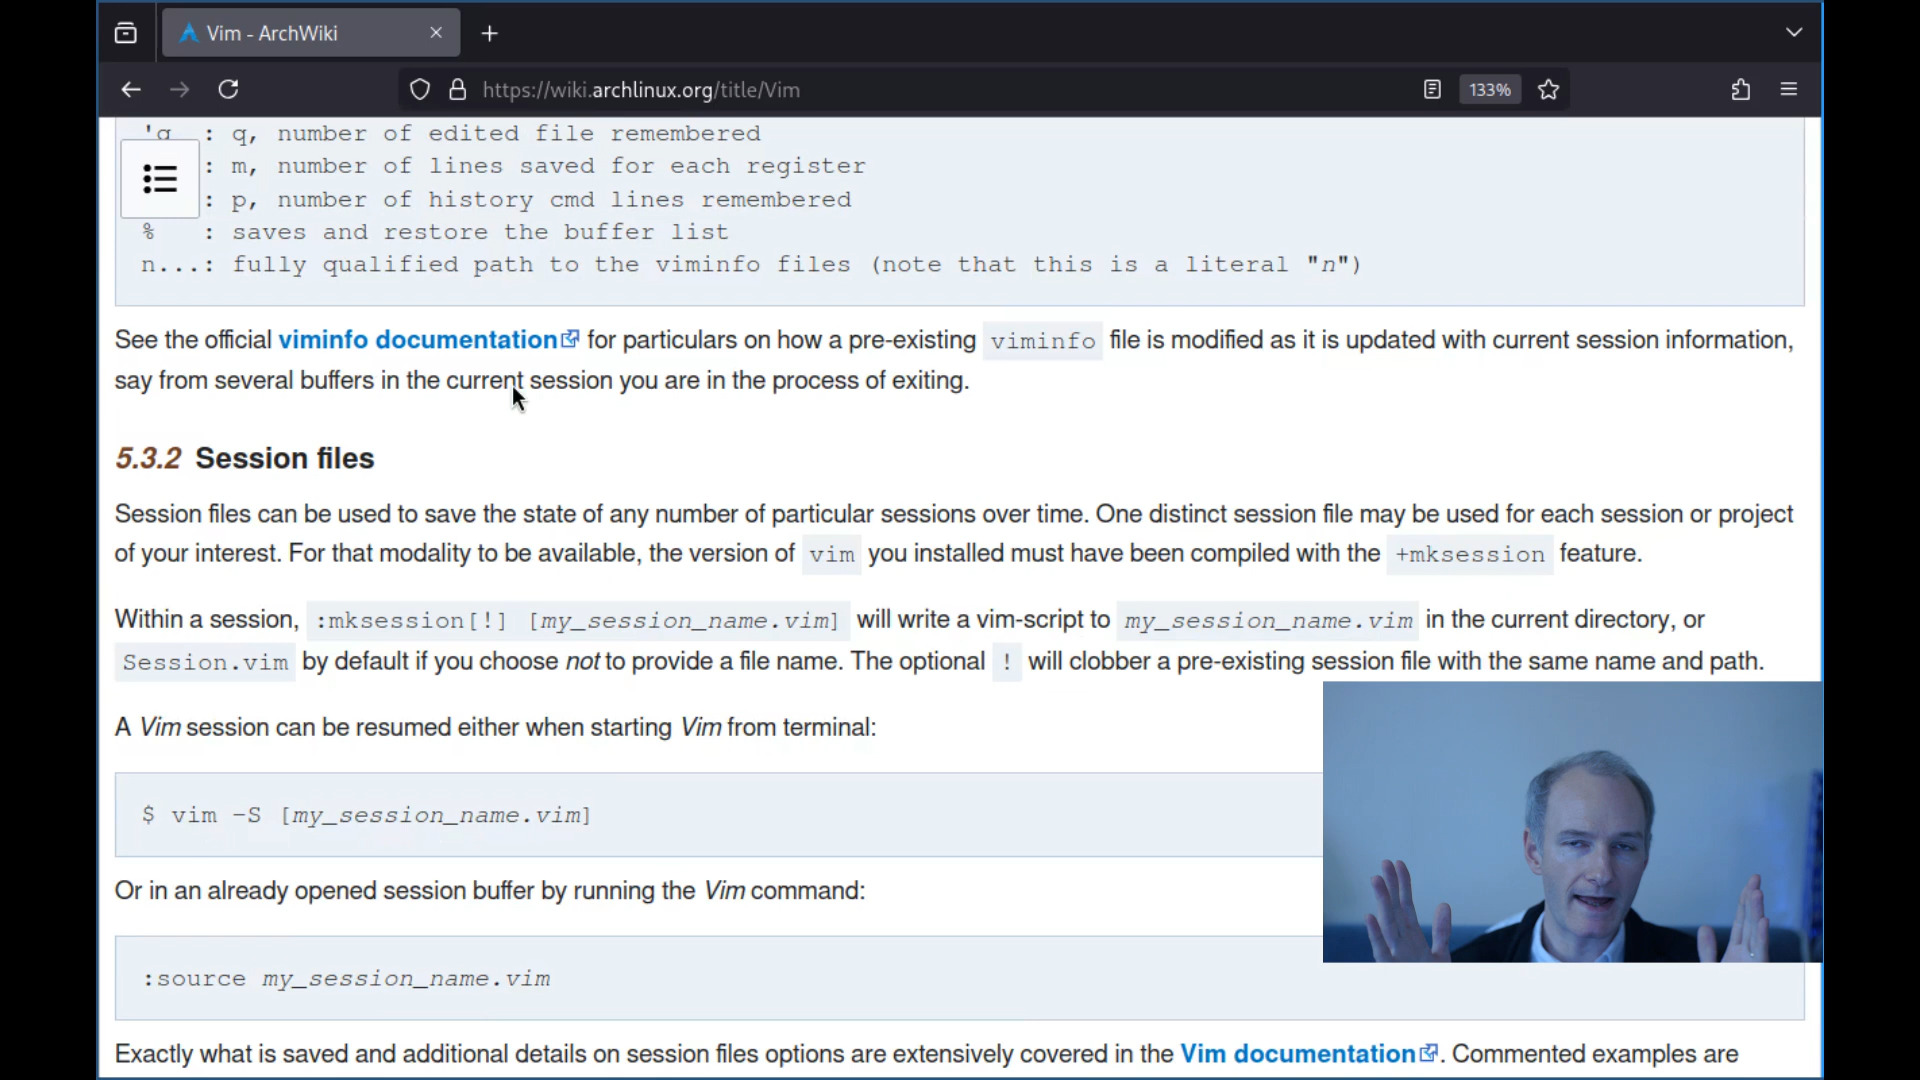 Vim - ArchWiki
https://wiki.archlinux.org/title/Vim
133%
'q : q, number of edited file remembered
: m, number of lines saved for each register
: p, number of history cmd lines remembered
% : saves and restore the buffer list
n...: fully qualified path to the viminfo files (note that this is a literal "n")
See the official viminfo documentation for particulars on how a pre-existing viminfo file is modified as it is updated with current session information,
say from several buffers in the current session you are in the process of exiting.
5.3.2 Session files
Session files can be used to save the state of any number of particular sessions over time. One distinct session file may be used for each session or project
of your interest. For that modality to be available, the version of vim you installed must have been compiled with the +mksession feature.
Within a session, :mksession[!] [my_session_name.vim] will write a vim-script to my_session_name.vim in the current directory, or
Session.vim by default if you choose not to provide a file name. The optional ! will clobber a pre-existing session file with the same name and path.
A Vim session can be resumed either when starting Vim from terminal:
$ vim -S [my_session_name.vim]
Or in an already opened session buffer by running the Vim command:
:source my_session_name.vim
Exactly what is saved and additional details on session files options are extensively covered in the Vim documentation. Commented examples are